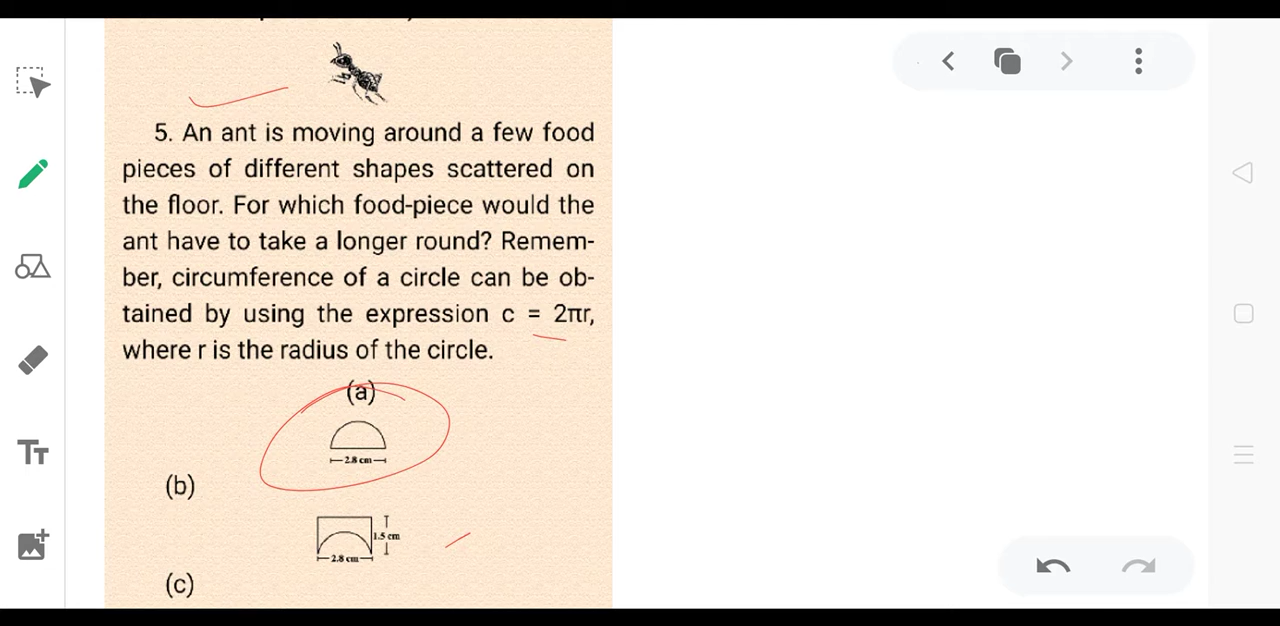 5. An ant is moving around a few food
pieces of different shapes scattered on
the floor. For which food-piece would the
ant have to take a longer round? Remem-
ber, circumference of a circle can be ob-
tained by using the expression c = 2πr,
where r is the radius of the circle.
(a)
2.8 cm
(b)
1.5 cm
2.8 cm
(c)
TT